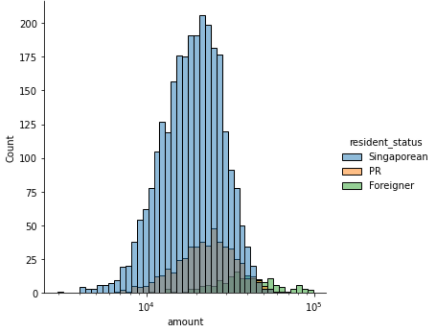 200
175
150
125
100
75
50
25
0
Count
10⁴
10⁵
amount
resident_status
Singaporean
PR
Foreigner